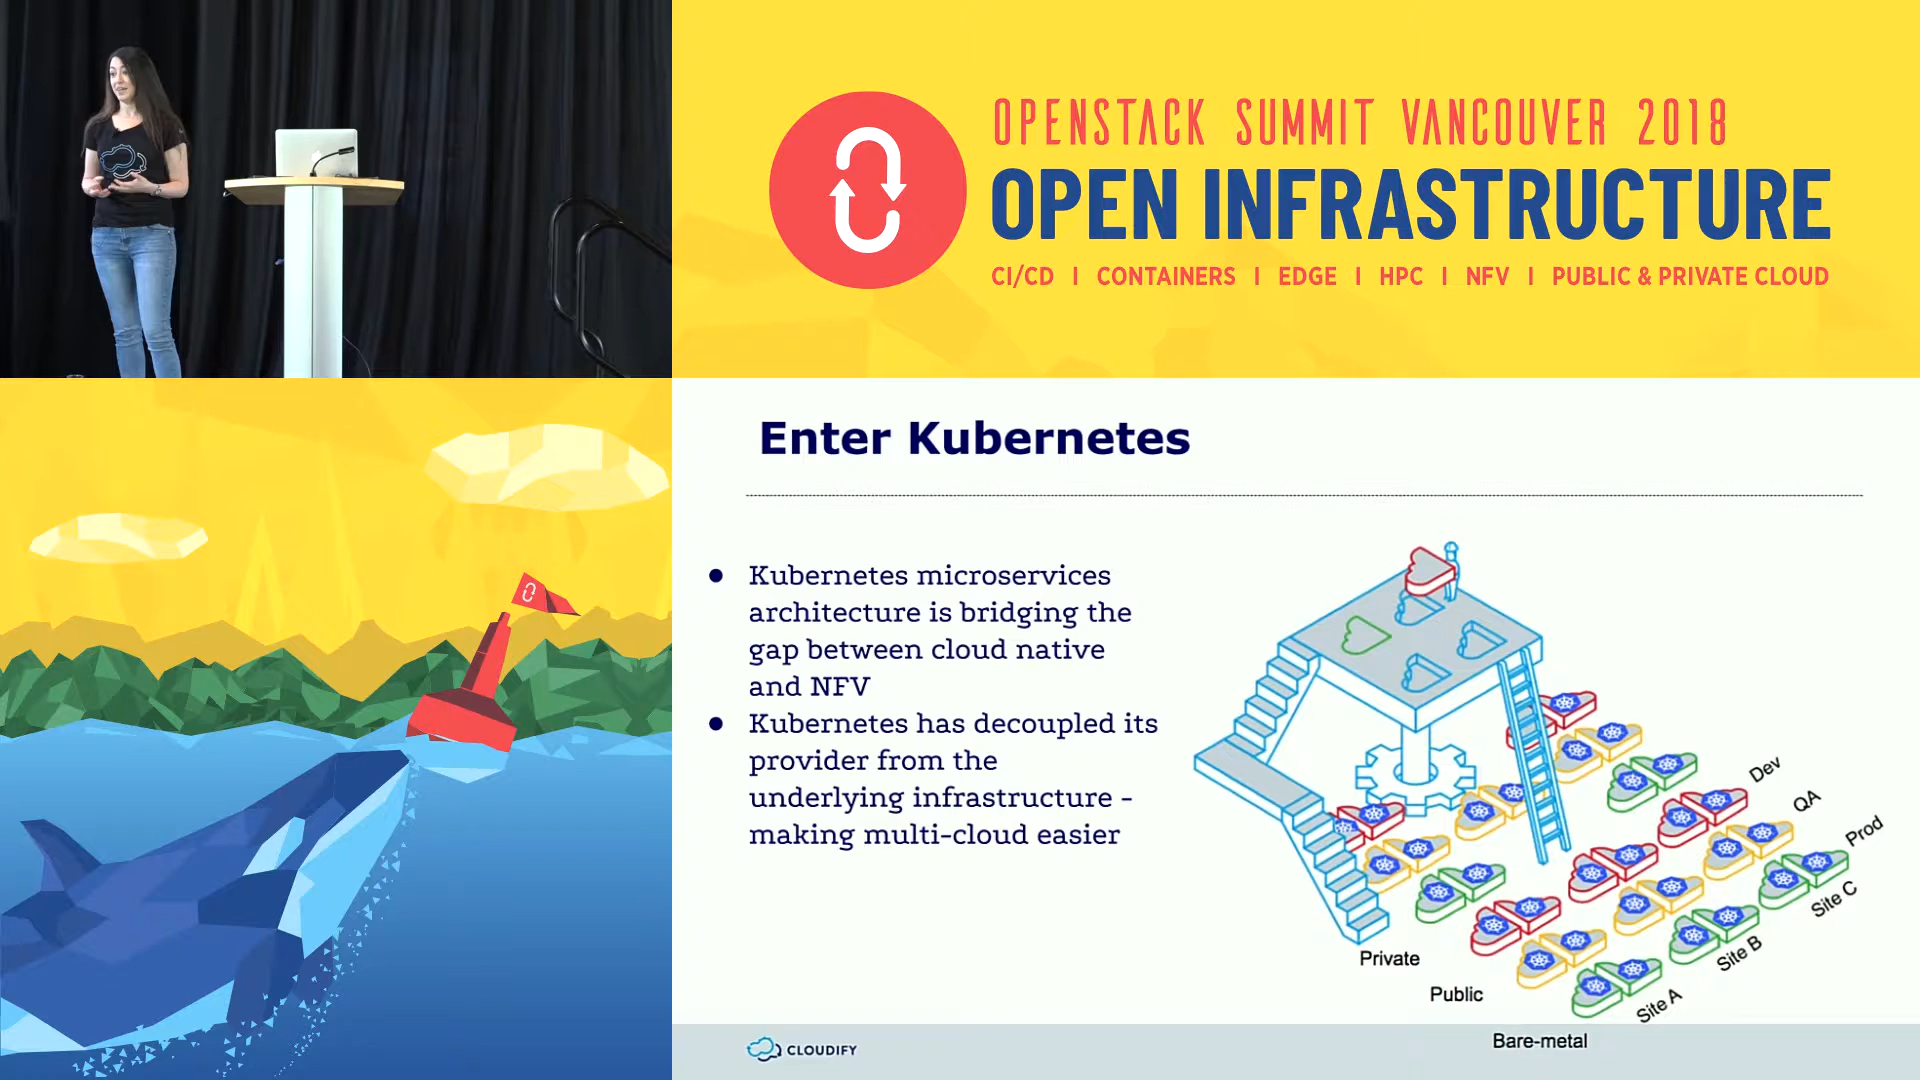 OPENSTACK SUMMIT VANCOUVER 2018
OPEN INFRASTRUCTURE
CI/CD | CONTAINERS | EDGE | HPC | NFV | PUBLIC & PRIVATE CLOUD
Enter Kubernetes
● Kubernetes microservices
architecture is bridging the
gap between cloud native
and NFV
● Kubernetes has decoupled its
provider from the
underlying infrastructure -
making multi-cloud easier
Dev
QA
Prod
Site C
Site B
Site A
Private
Public
Bare-metal
CLOUDIFY